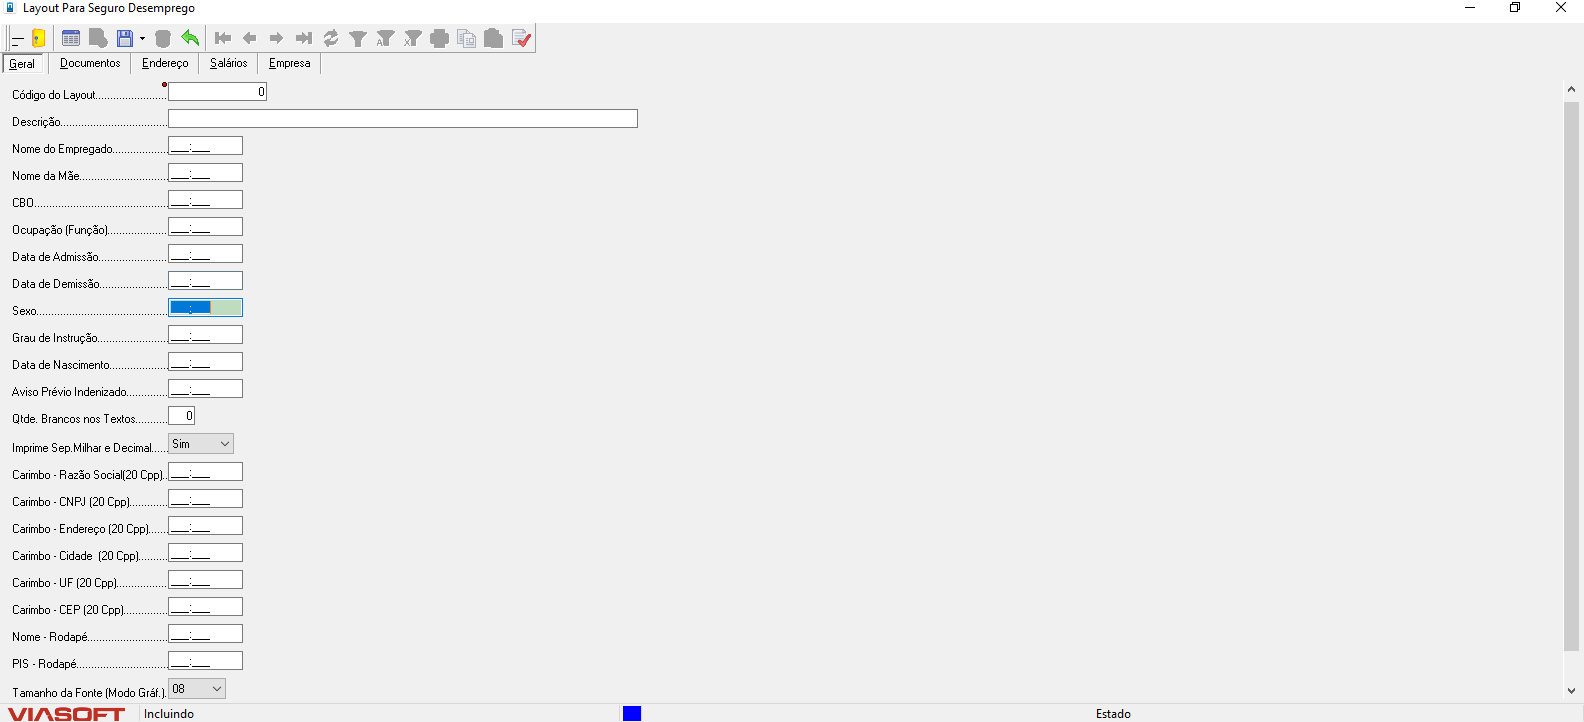 Layout Para Seguro Desemprego
Geral Documentos Endereço Salários Empresa
Código do Layout........................ 0
Descrição....................................
Nome do Empregado................... ___:___
Nome da Mãe.............................. ___:___
CBO............................................. ___:___
Ocupação (Função).................... ___:___
Data de Admissão....................... ___:___
Data de Demissão....................... ___:___
Sexo............................................ ___:___
Grau de Instrução........................ ___:___
Data de Nascimento.................... ___:___
Aviso Prévio Indenizado.............. ___:___
Qtde. Brancos nos Textos........... 0
Imprime Sep.Milhar e Decimal...... Sim
Carimbo - Razão Social(20 Cpp).. ___:___
Carimbo - CNPJ (20 Cpp)............. ___:___
Carimbo - Endereço (20 Cpp)....... ___:___
Carimbo - Cidade  (20 Cpp).......... ___:___
Carimbo - UF (20 Cpp)................. ___:___
Carimbo - CEP (20 Cpp)............... ___:___
Nome - Rodapé........................... ___:___
PIS - Rodapé............................... ___:___
Tamanho da Fonte (Modo Gráf.). 08
VIASOFT Incluindo Estado